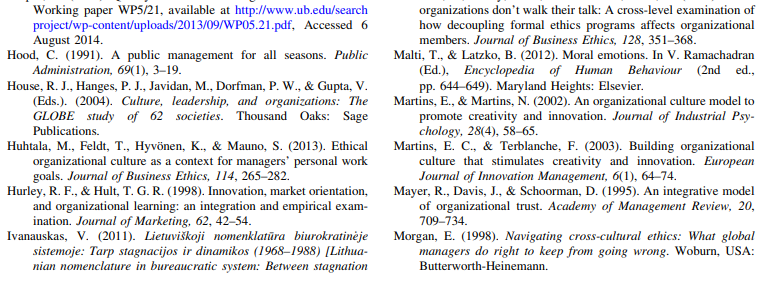 Working paper WP5/21, available at http://www.ub.edu/search
project/wp-content/uploads/2013/09/WP05.21.pdf, Accessed 6
August 2014.
Hood, C. (1991). A public management for all seasons. Public
Administration, 69(1), 3–19.
House, R. J., Hanges, P. J., Javidan, M., Dorfman, P. W., & Gupta, V.
(Eds.). (2004). Culture, leadership, and organizations: The
GLOBE study of 62 societies. Thousand Oaks: Sage
Publications.
Huhtala, M., Feldt, T., Hyvönen, K., & Mauno, S. (2013). Ethical
organizational culture as a context for managers' personal work
goals. Journal of Business Ethics, 114, 265–282.
Hurley, R. F., & Hult, T. G. R. (1998). Innovation, market orientation,
and organizational learning: an integration and empirical exam-
ination. Journal of Marketing, 62, 42–54.
Ivanauskas, V. (2011). Lietuviškoji nomenklatūra biurokratinėje
sistemoje: Tarp stagnacijos ir dinamikos (1968–1988) [Lithua-
nian nomenclature in bureaucratic system: Between stagnation
organizations don't walk their talk: A cross-level examination of
how decoupling formal ethics programs affects organizational
members. Journal of Business Ethics, 128, 351–368.
Malti, T., & Latzko, B. (2012). Moral emotions. In V. Ramachadran
(Ed.), Encyclopedia of Human Behaviour (2nd ed.,
pp. 644–649). Maryland Heights: Elsevier.
Martins, E., & Martins, N. (2002). An organizational culture model to
promote creativity and innovation. Journal of Industrial Psy-
chology, 28(4), 58–65.
Martins, E. C., & Terblanche, F. (2003). Building organizational
culture that stimulates creativity and innovation. European
Journal of Innovation Management, 6(1), 64–74.
Mayer, R., Davis, J., & Schoorman, D. (1995). An integrative model
of organizational trust. Academy of Management Review, 20,
709–734.
Morgan, E. (1998). Navigating cross-cultural ethics: What global
managers do right to keep from going wrong. Woburn, USA:
Butterworth-Heinemann.